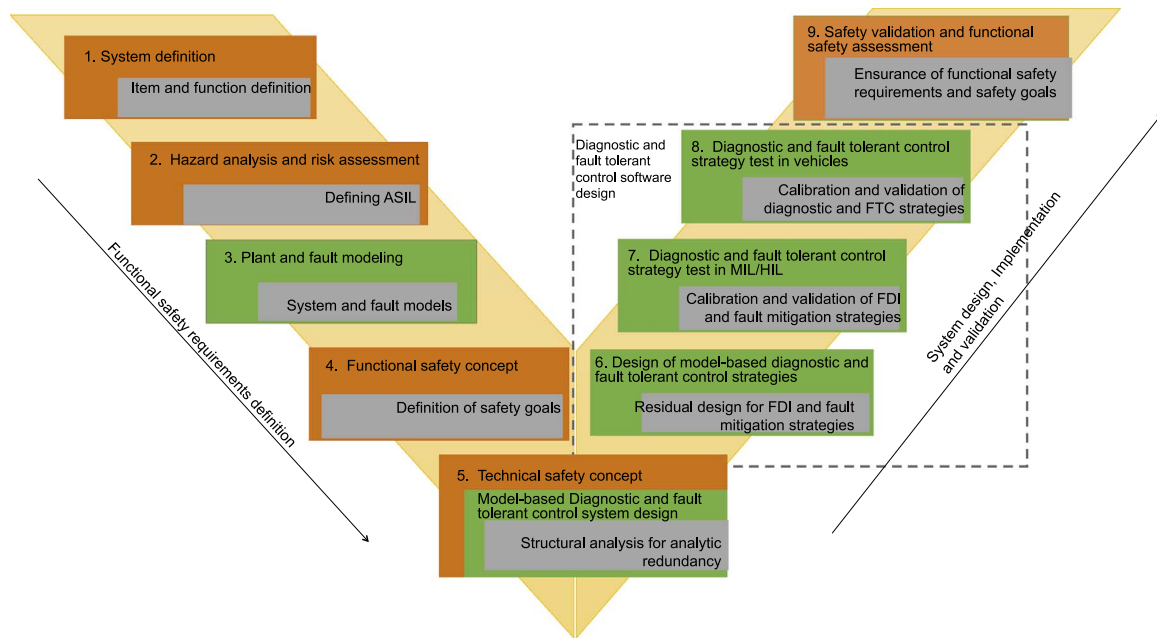 1. System definition
Item and function definition
2. Hazard analysis and risk assessment
Defining ASIL
3. Plant and fault modeling
System and fault models
4. Functional safety concept
Definition of safety goals
5. Technical safety concept
Model-based Diagnostic and fault
tolerant control system design
Structural analysis for analytic
redundancy
Functional safety requirements definition
9. Safety validation and functional
safety assessment
Ensurance of functional safety
requirements and safety goals
Diagnostic and
fault tolerant
control software
design
8. Diagnostic and fault tolerant control
strategy test in vehicles
Calibration and validation of
diagnostic and FTC strategies
7. Diagnostic and fault tolerant control
strategy test in MIL/HIL
Calibration and validation of FDI
and fault mitigation strategies
6. Design of model-based diagnostic and
fault tolerant control strategies
Residual design for FDI and fault
mitigation strategies
System design, Implementation
and validation